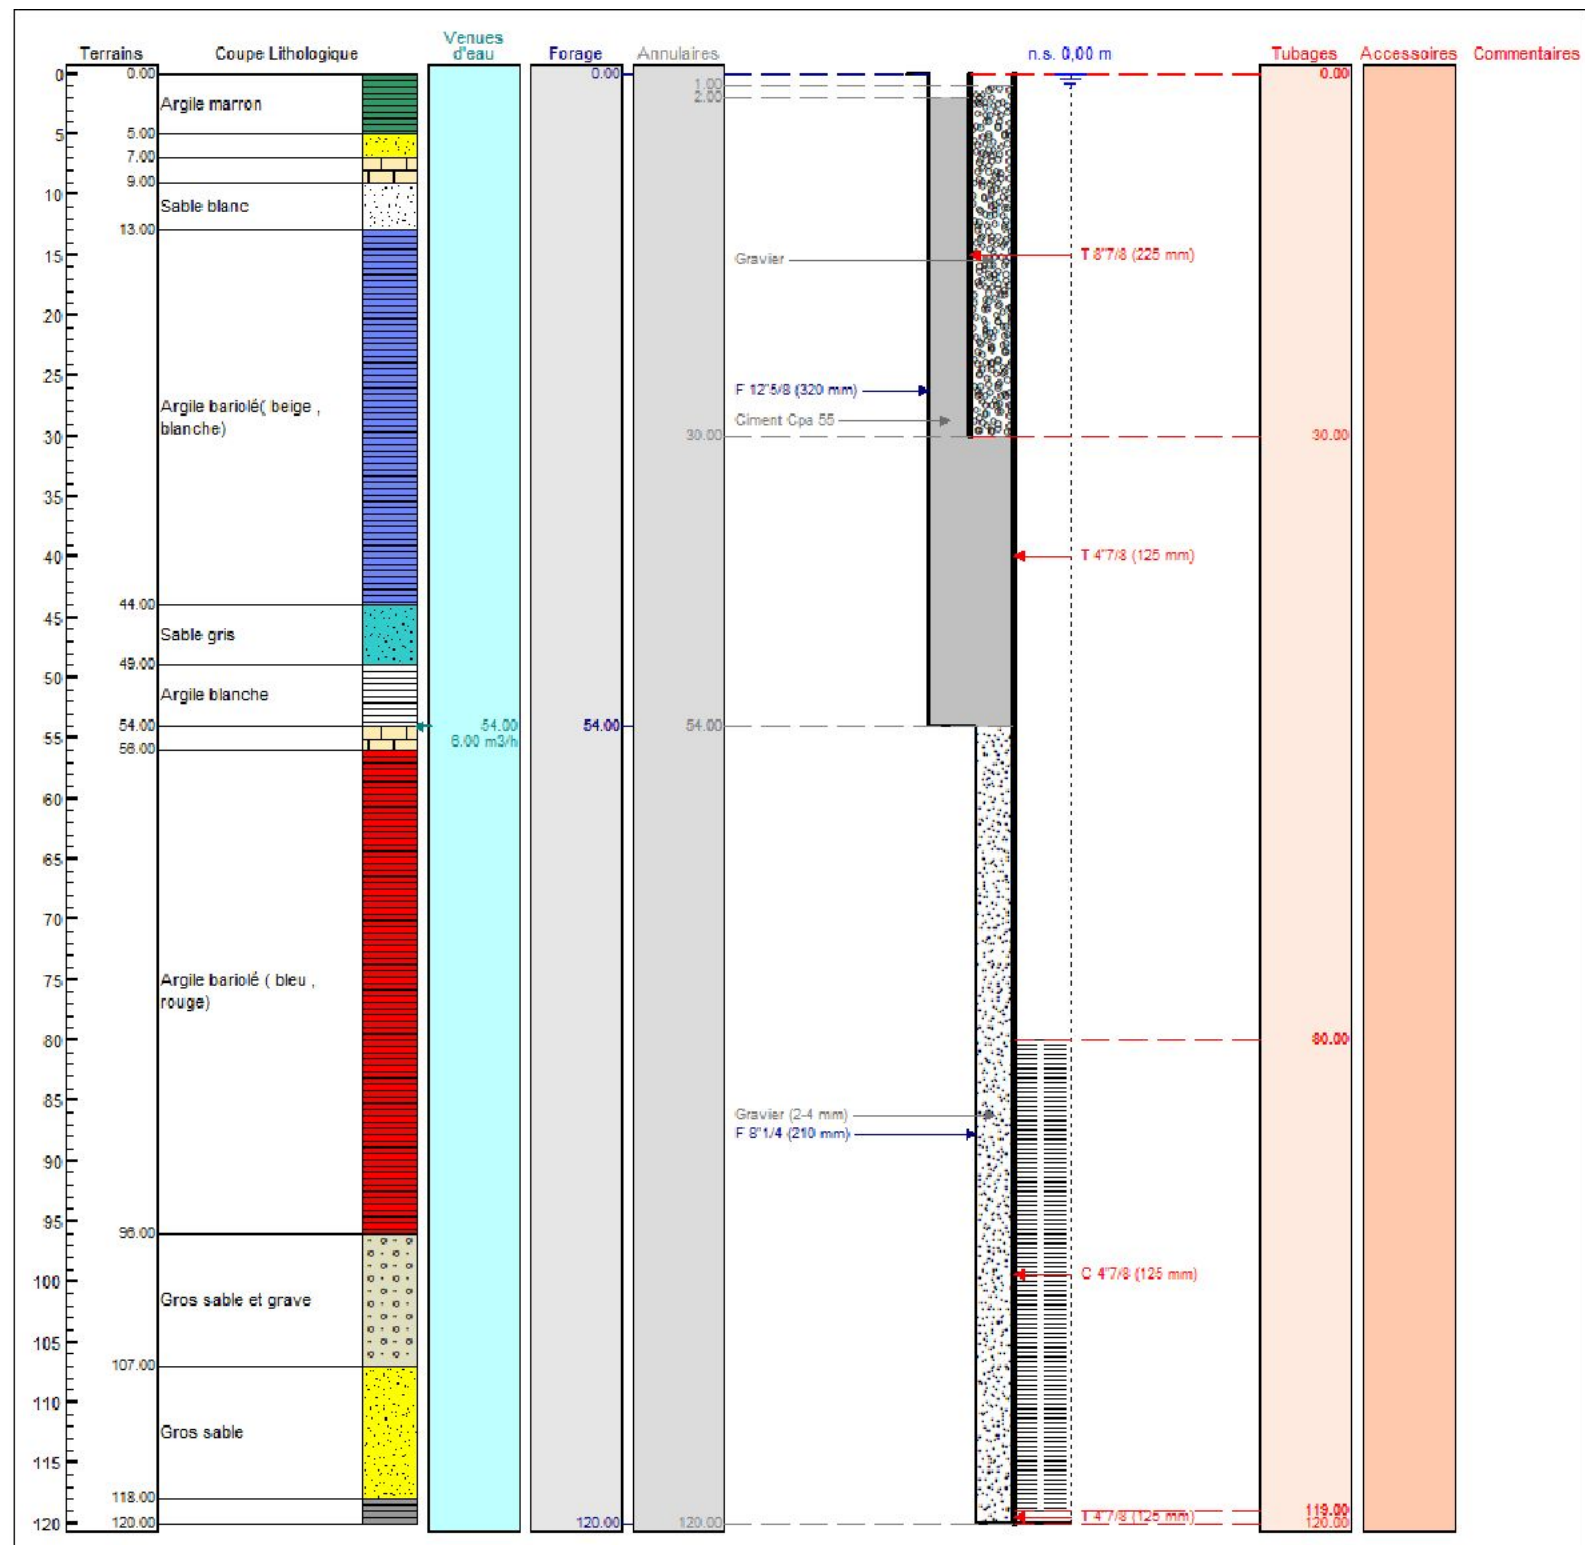 Terrains Coupe Lithologique Venues d'eau Forage Annulaires n.s. 0,00 m Tubages Accessoires Commentaires
0 0.00 0.00 0.00
1.00
2.00
Argile marron
5 5.00
7.00
9.00
10
Sable blanc
13.00
15 Gravier T 8"7/8 (225 mm)
20
25
F 12"5/8 (320 mm)
Argile bariolé( beige ,
blanche)
Ciment Cpa 55
30 30.00 30.00
35
40 T 4"7/8 (125 mm)
44.00
45
Sable gris
49.00
50
Argile blanche
54.00 54.00 54.00 54.00
6.00 m3/h
55
56.00
60
65
70
75 Argile bariolé ( bleu ,
rouge)
80 80.00
85
Gravier (2-4 mm)
F 8"1/4 (210 mm)
90
95
96.00
100 C 4"7/8 (125 mm)
Gros sable et grave
105
107.00
110
Gros sable
115
118.00
119.00
T 4"7/8 (125 mm)
120 120.00 120.00 120.00 120.00